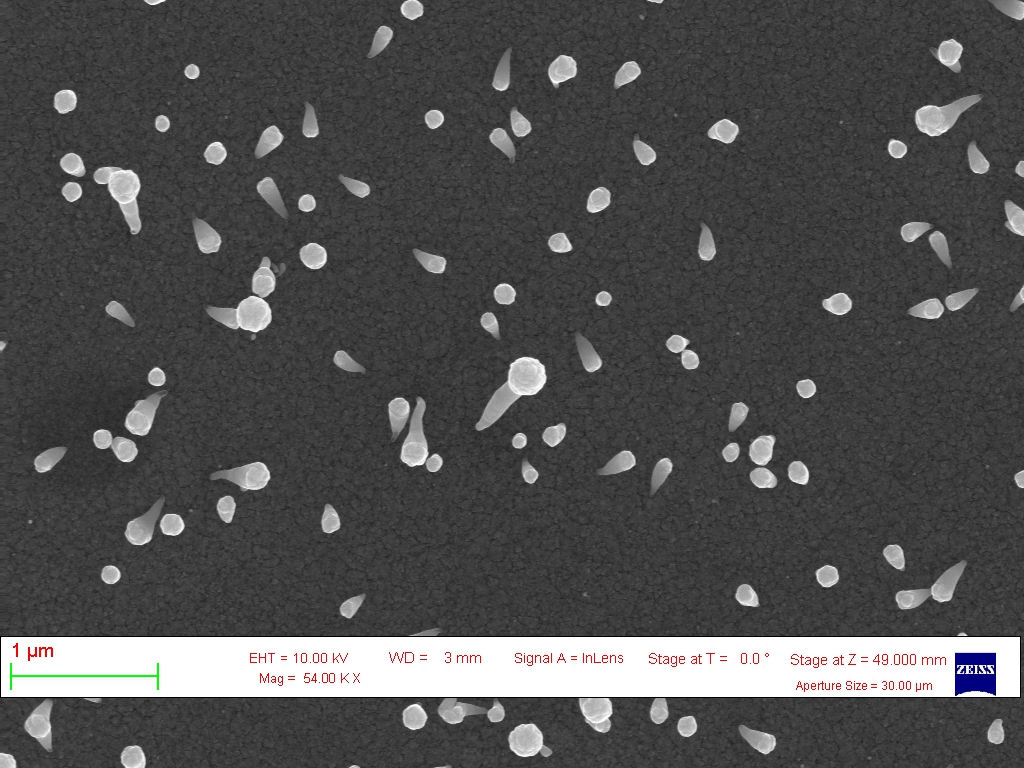 1 µm
EHT = 10.00 kV WD = 3 mm Signal A = InLens Stage at T = 0.0 ° Stage at Z = 49.000 mm
Mag = 54.00 K X Aperture Size = 30.00 µm
ZEISS